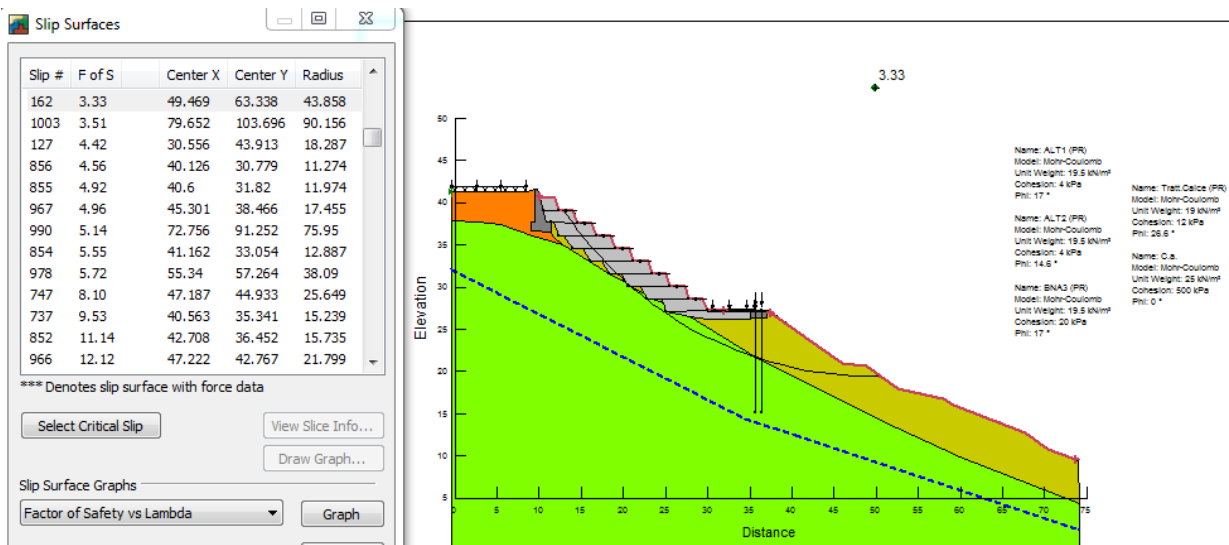 Slip Surfaces
Slip # F of S Center X Center Y Radius
162 3.33 49.469 63.338 43.858
1003 3.51 79.652 103.696 90.156
127 4.42 30.556 43.913 18.287
856 4.56 40.126 30.779 11.274
855 4.92 40.6 31.82 11.974
967 4.96 45.301 38.466 17.455
990 5.14 72.756 91.252 75.95
854 5.55 41.162 33.054 12.887
978 5.72 55.34 57.264 38.09
747 8.10 47.187 44.933 25.649
737 9.53 40.563 35.341 15.239
852 11.14 42.708 36.452 15.735
966 12.12 47.222 42.767 21.799
*** Denotes slip surface with force data
Select Critical Slip
View Slice Info...
Draw Graph...
Slip Surface Graphs
Factor of Safety vs Lambda
Graph
3.33
50
45
40
35
30
25
20
15
10
5
Elevation
0 5 10 15 20 25 30 35 40 45 50 55 60 65 70 75
Distance
Name: ALT1 (PR)
Model: Mohr-Coulomb
Unit Weight: 19.5 kN/m³
Cohesion: 4 kPa
Phi: 17 °
Name: ALT2 (PR)
Model: Mohr-Coulomb
Unit Weight: 19.5 kN/m³
Cohesion: 4 kPa
Phi: 14.6 °
Name: BNA3 (PR)
Model: Mohr-Coulomb
Unit Weight: 19.5 kN/m³
Cohesion: 20 kPa
Phi: 17 °
Name: Tratt.Calce (PR)
Model: Mohr-Coulomb
Unit Weight: 19 kN/m³
Cohesion: 12 kPa
Phi: 26.6 °
Name: C.a.
Model: Mohr-Coulomb
Unit Weight: 25 kN/m³
Cohesion: 500 kPa
Phi: 0 °